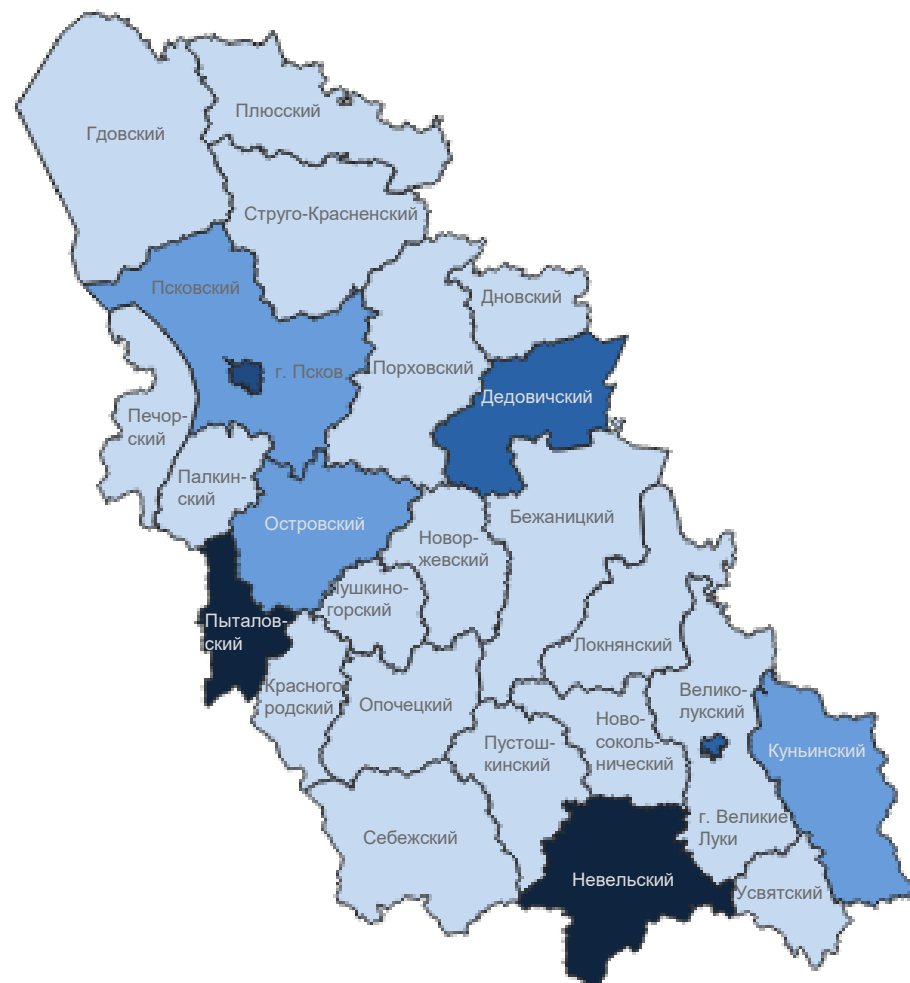 Плюсский
Гдовский
Струго-Красненский
Псковский
Дновский
г. Псков
Порховский
Дедовичский
Печор-
ский
Палкин-
ский
Островский
Бежаницкий
Новор-
жевский
Пушкино-
горский
Пыталов-
ский
Локнянский
Красного
родский
Опочецкий
Велико-
лукский
Ново-
соколь-
нический
Пустош-
кинский
Куньинский
г. Великие
Луки
Себежский
Невельский
Усвятский